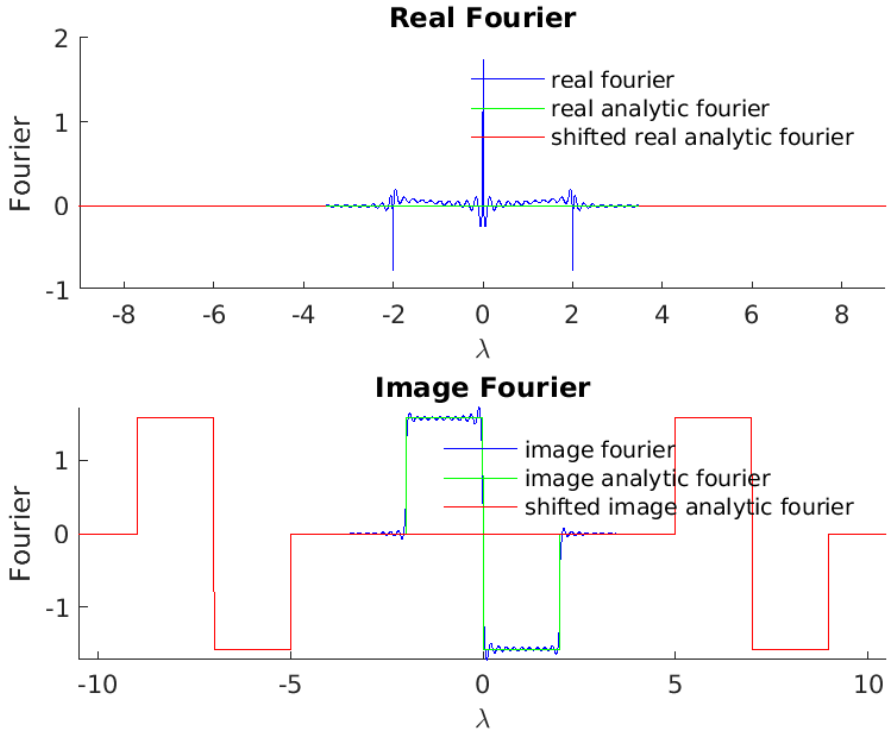 Real Fourier
2
1
0
-1
Fourier
real fourier
real analytic fourier
shifted real analytic fourier
-8 -6 -4 -2 0 2 4 6 8
λ
Image Fourier
1
0
-1
Fourier
image fourier
image analytic fourier
shifted image analytic fourier
-10 -5 0 5 10
λ